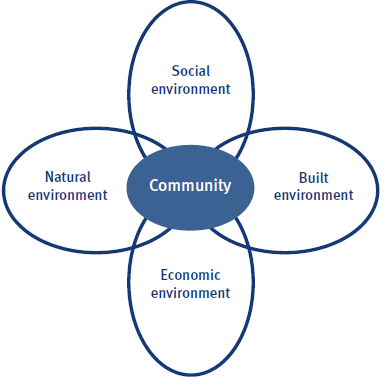 Social
environment
Natural
environment
Community
Built
environment
Economic
environment